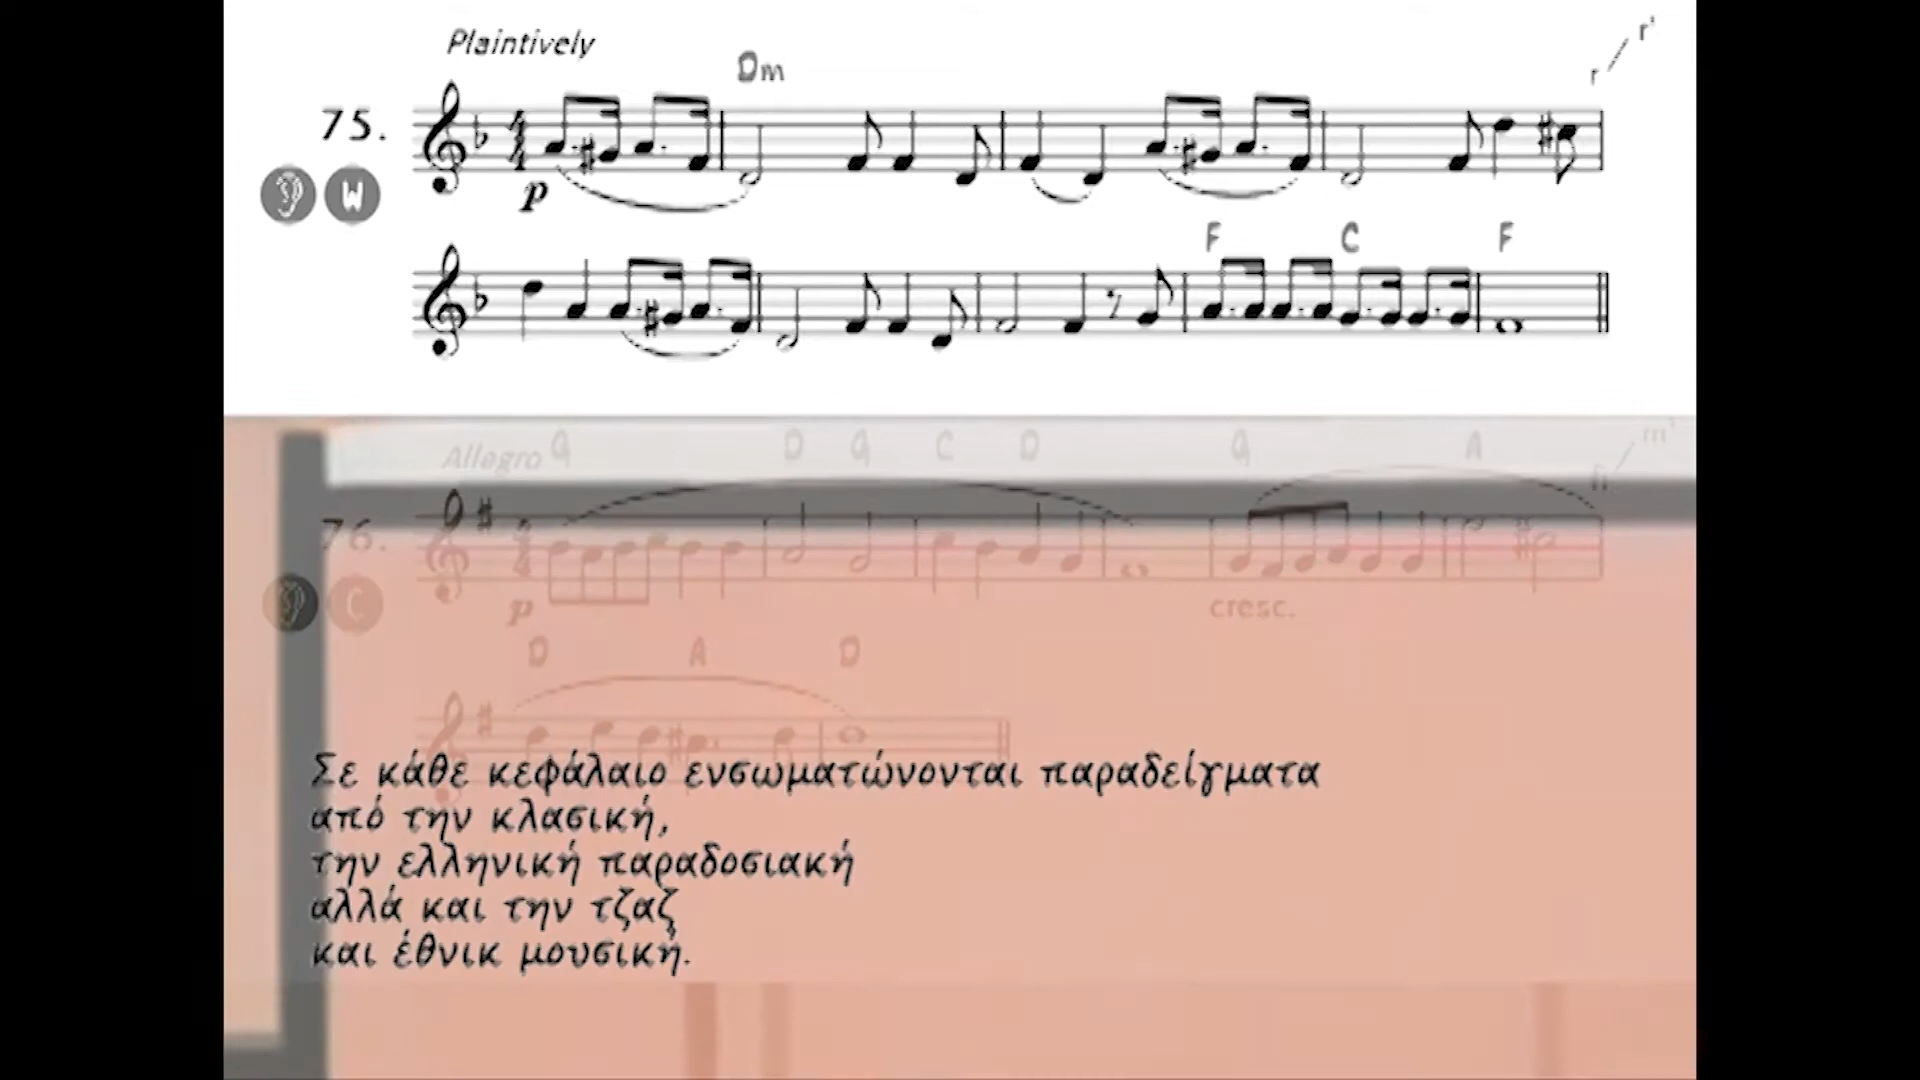 Plaintively
Dm
r r'
75.
W
p
F C F
Allegro G D G C D G A m'
76.
C
p
cresc.
D A D
Σε κάθε κεφάλαιο ενσωματώνονται παραδείγματα
από την κλασική,
την ελληνική παραδοσιακή
αλλά και την τζαζ
και έθνικ μουσική.